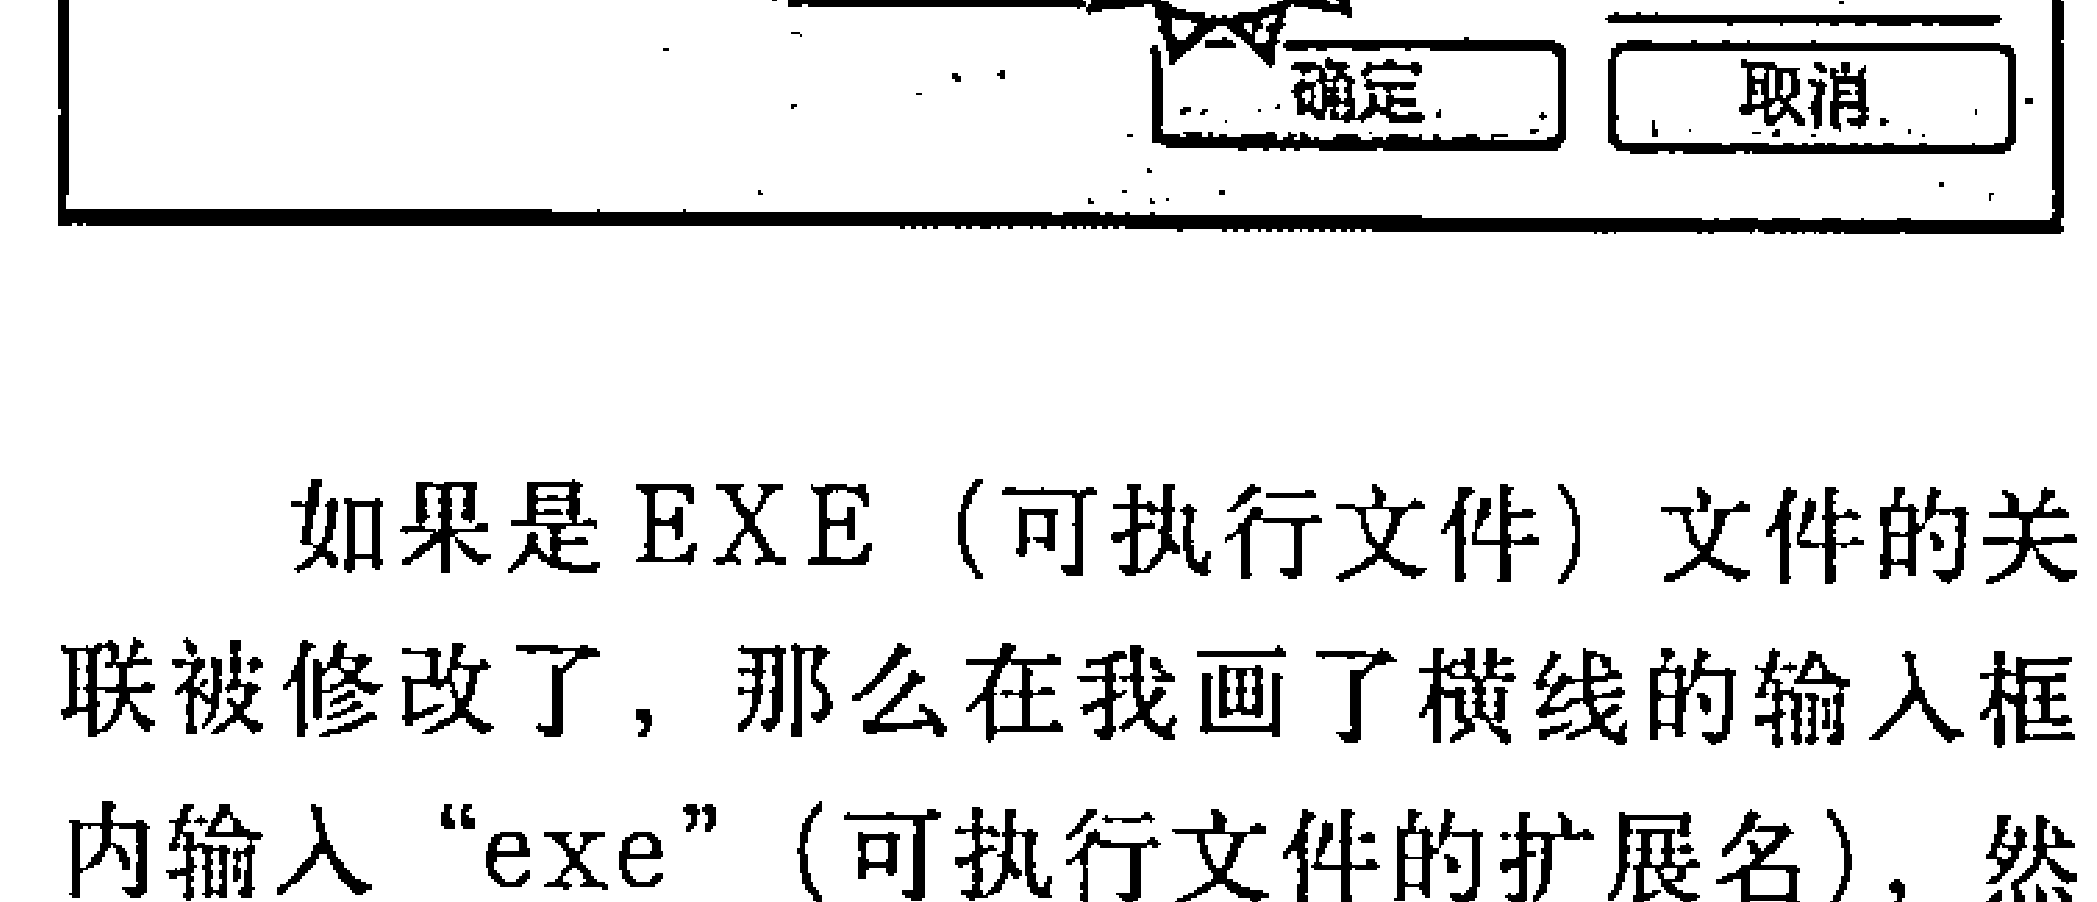 确定 取消
如果是EXE（可执行文件）文件的关
联被修改了，那么在我画了横线的输入框
内输入“exe”（可执行文件的扩展名），然